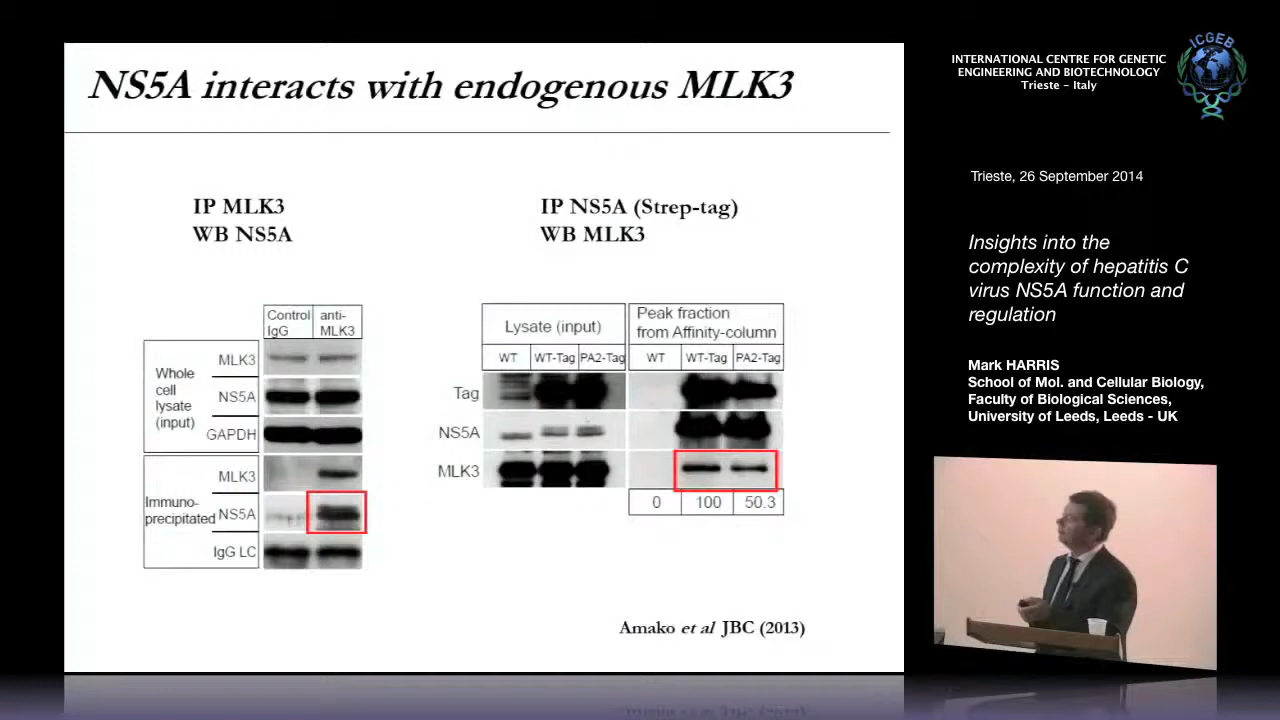 NS5A interacts with endogenous MLK3
IP MLK3
WB NS5A
IP NS5A (Strep-tag)
WB MLK3
Control IgG
anti-MLK3
Whole cell lysate (input)
MLK3
NS5A
GAPDH
Immuno-precipitated
MLK3
NS5A
IgG LC
Lysate (input)
Peak fraction
from Affinity-column
WT WT-Tag PA2-Tag WT WT-Tag PA2-Tag
Tag
NS5A
MLK3
0 100 50.3
Amako et al JBC (2013)
INTERNATIONAL CENTRE FOR GENETIC
ENGINEERING AND BIOTECHNOLOGY
Trieste - Italy
ICGEB
Trieste, 26 September 2014
Insights into the
complexity of hepatitis C
virus NS5A function and
regulation
Mark HARRIS
School of Mol. and Cellular Biology,
Faculty of Biological Sciences,
University of Leeds, Leeds - UK